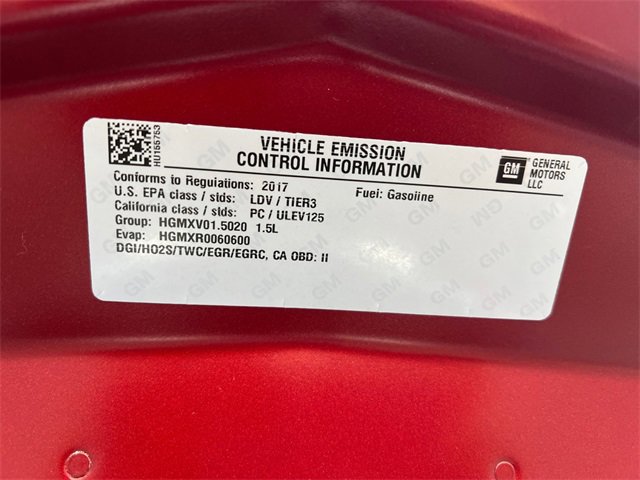 HU155753
VEHICLE EMISSION
CONTROL INFORMATION
GM GENERAL
MOTORS
LLC
Conforms to Regulations: 2017 Fuel: Gasoline
U.S. EPA class / stds: LDV / TIER3
California class / stds: PC / ULEV125
Group: HGMXV01.5020 1.5L
Evap: HGMXR0060600
DGI/HO2S/TWC/EGR/EGRC, CA OBD: II